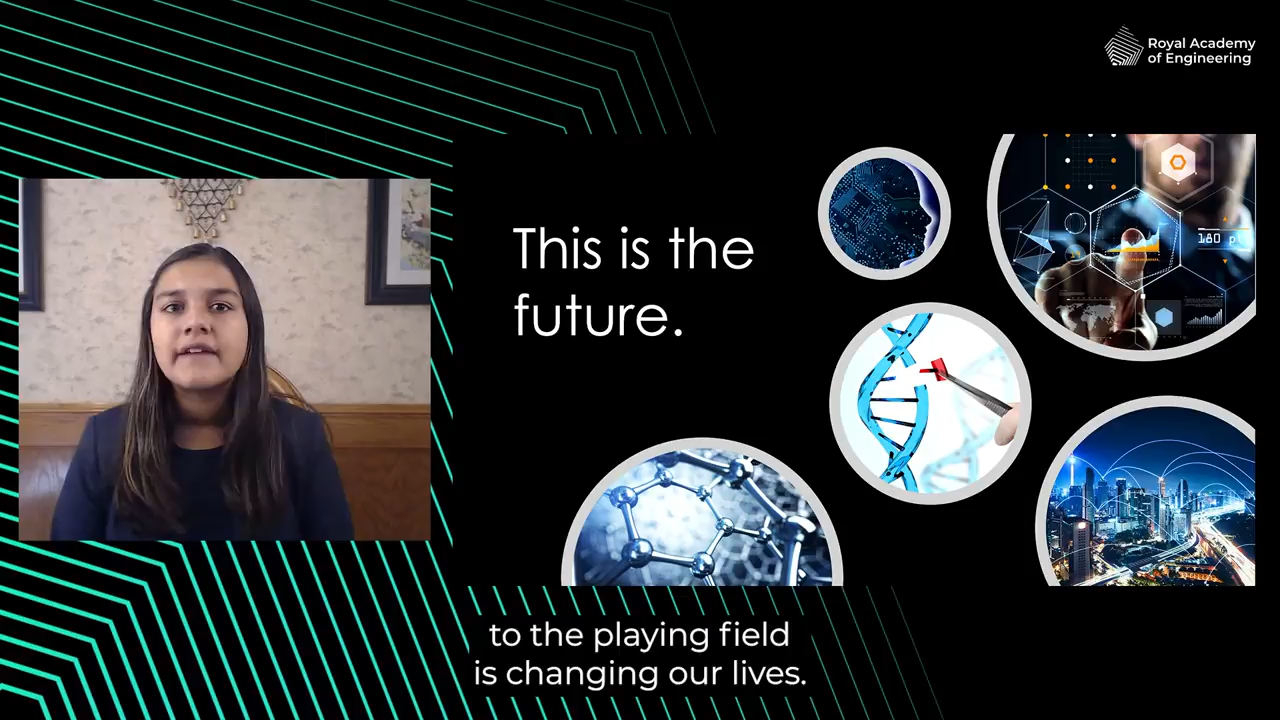 Royal Academy
of Engineering
This is the
future.
180 p
to the playing field
is changing our lives.